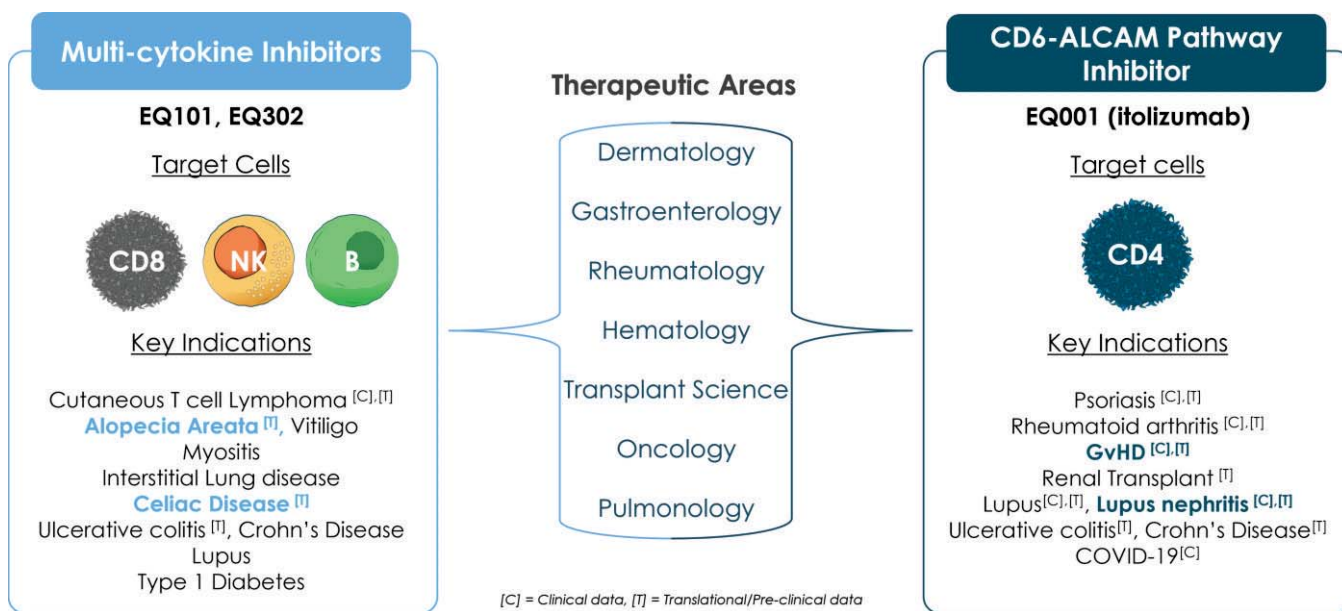 Multi-cytokine Inhibitors
EQ101, EQ302
Target Cells
CD8
NK
B
Key Indications
Cutaneous T cell Lymphoma [C],[T]
Alopecia Areata [T], Vitiligo
Myositis
Interstitial Lung disease
Celiac Disease [T]
Ulcerative colitis [T], Crohn's Disease
Lupus
Type 1 Diabetes
Therapeutic Areas
Dermatology
Gastroenterology
Rheumatology
Hematology
Transplant Science
Oncology
Pulmonology
[C] = Clinical data, [T] = Translational/Pre-clinical data
CD6-ALCAM Pathway
Inhibitor
EQ001 (itolizumab)
Target cells
CD4
Key Indications
Psoriasis [C],[T]
Rheumatoid arthritis [C],[T]
GvHD [C],[T]
Renal Transplant [T]
Lupus[C],[T], Lupus nephritis [C],[T]
Ulcerative colitis[T], Crohn's Disease[T]
COVID-19[C]